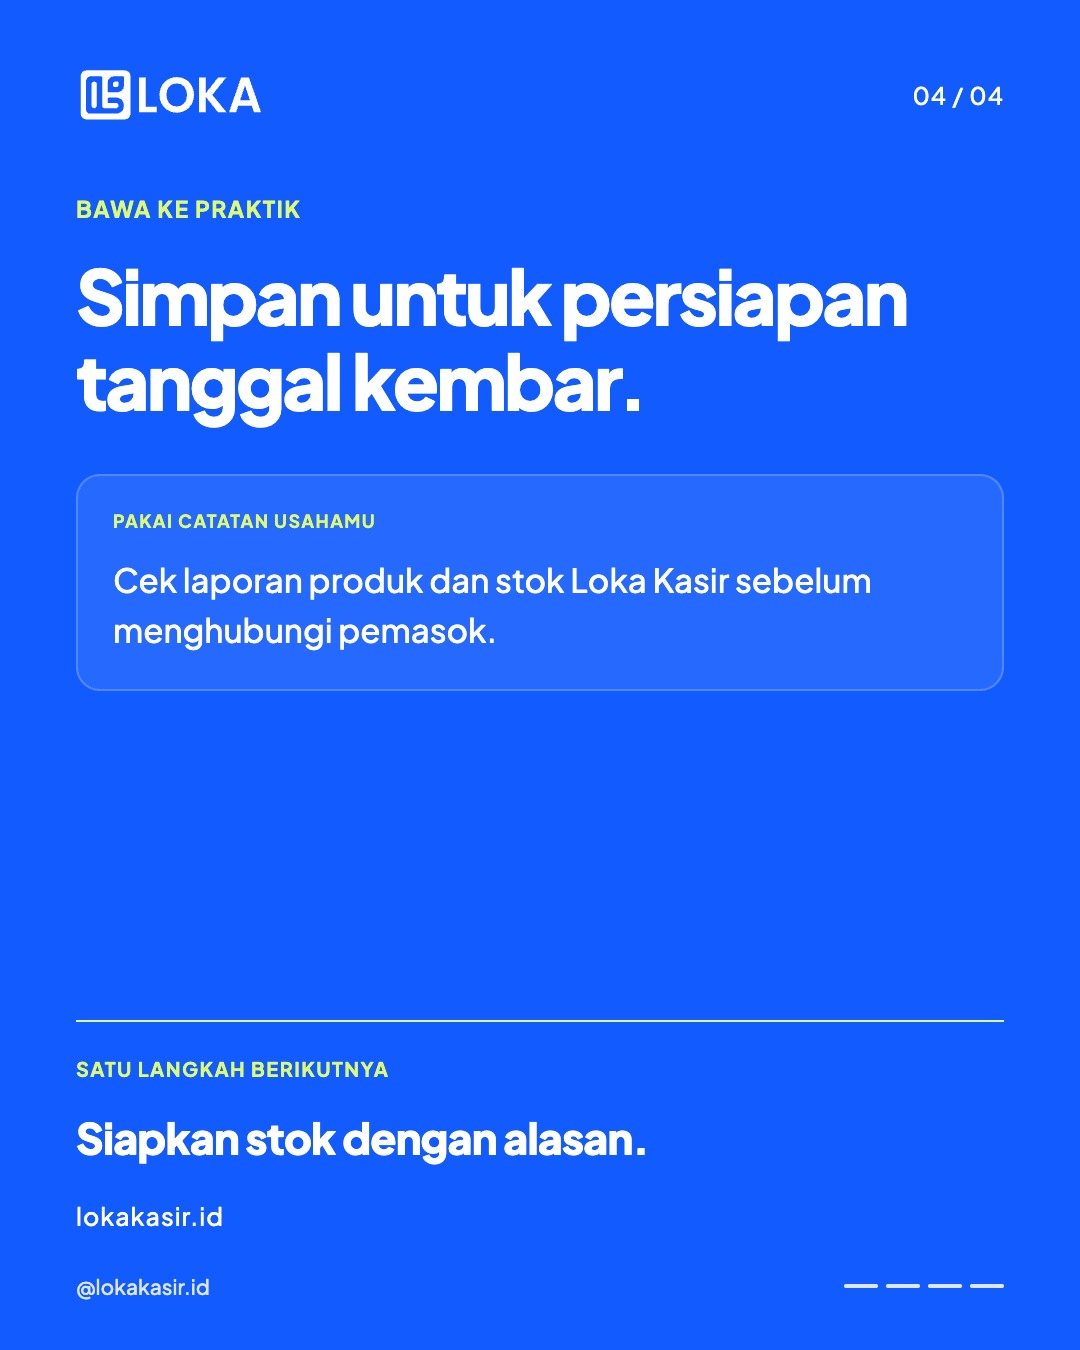 LOKA
04 / 04
BAWA KE PRAKTIK
Simpan untuk persiapan
tanggal kembar.
PAKAI CATATAN USAHAMU
Cek laporan produk dan stok Loka Kasir sebelum
menghubungi pemasok.
SATU LANGKAH BERIKUTNYA
Siapkan stok dengan alasan.
lokakasir.id
@lokakasir.id